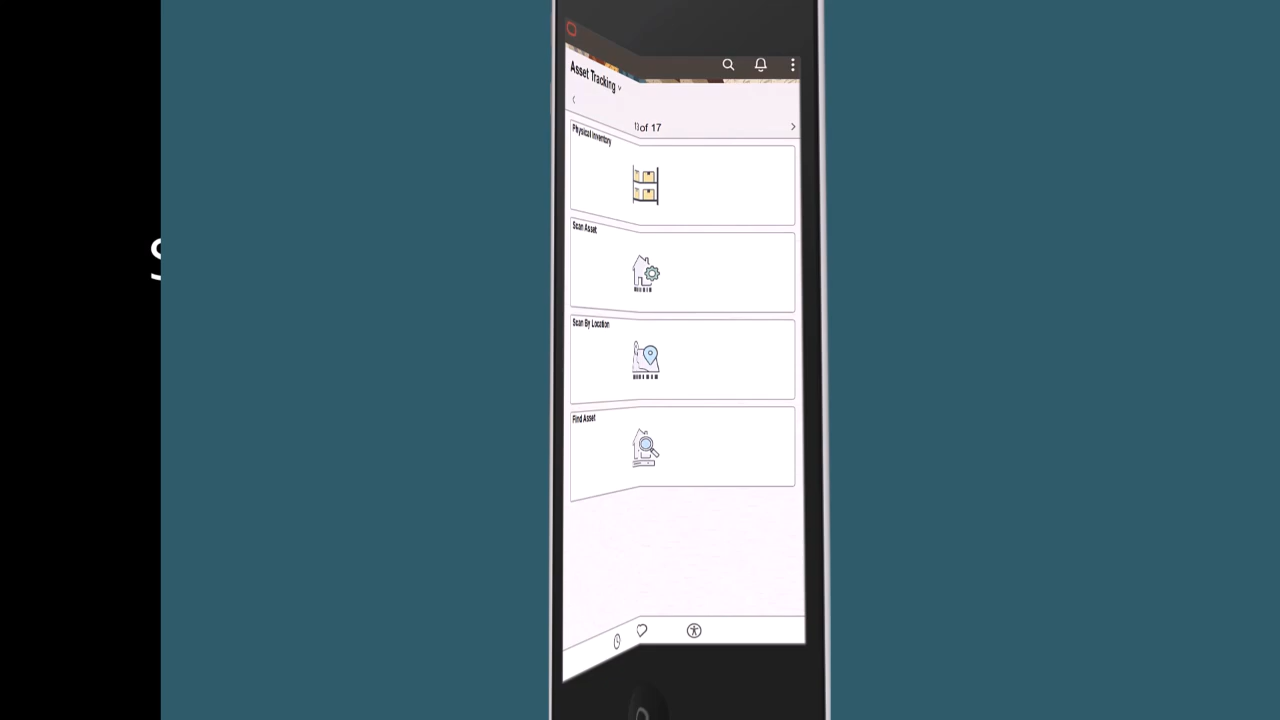 S
Asset Tracking
1 of 17
Physical Inventory
Scan Asset
Scan By Location
Find Asset